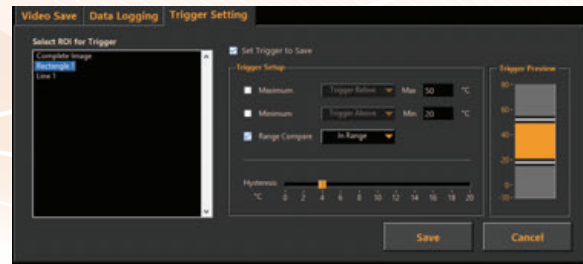 Video Save Data Logging Trigger Setting
Select ROI for Trigger
Complete Image
Rectangle 1
Line 1
Set Trigger to Save
Trigger Setup
Maximum Trigger Below Max 50 °C
Minimum Trigger Above Min 20 °C
Range Compare In Range
Hysteresis
°C 0 2 4 6 8 10 12 14 16 18 20
Trigger Preview
80
60
40
20
0
Save Cancel